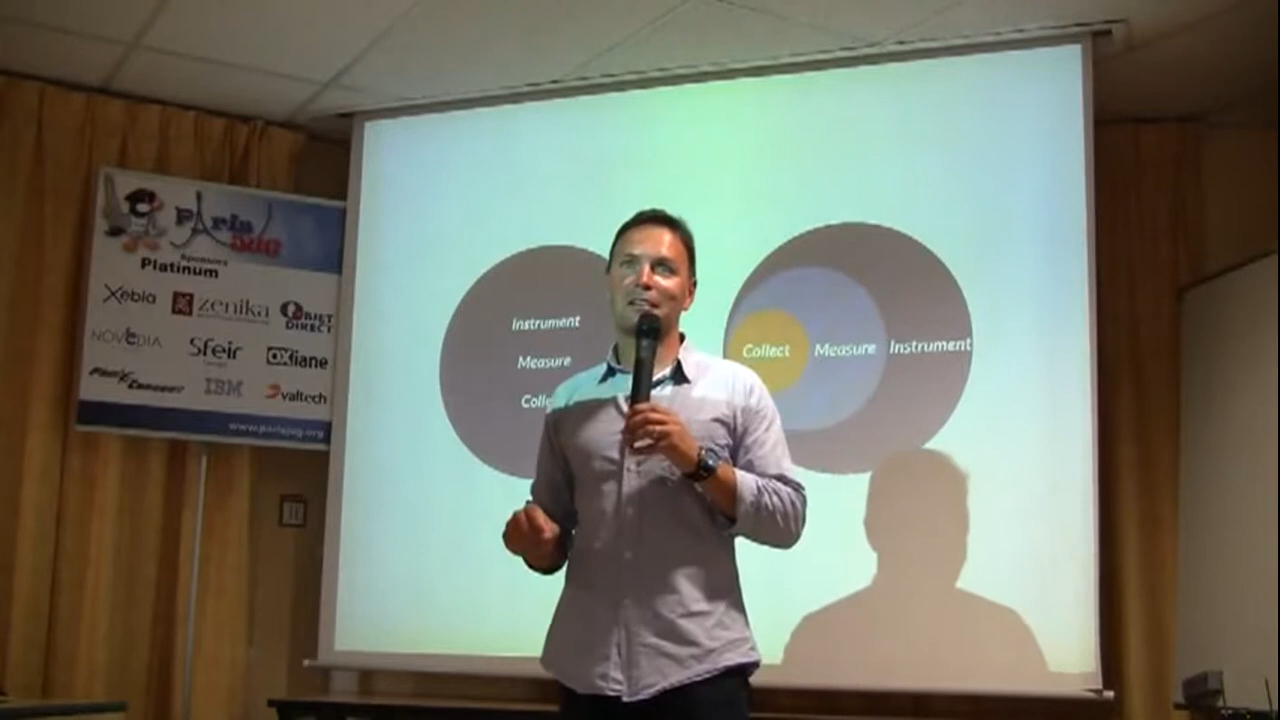 Paris
JUG
Sponsors
Platinum
Xebia
zenika
OBJET
DIRECT
NOVEDIA
Sfeir
OXiane
IBM
valtech
www.parisjug.org
Instrument
Measure
Colle
Collect Measure Instrument